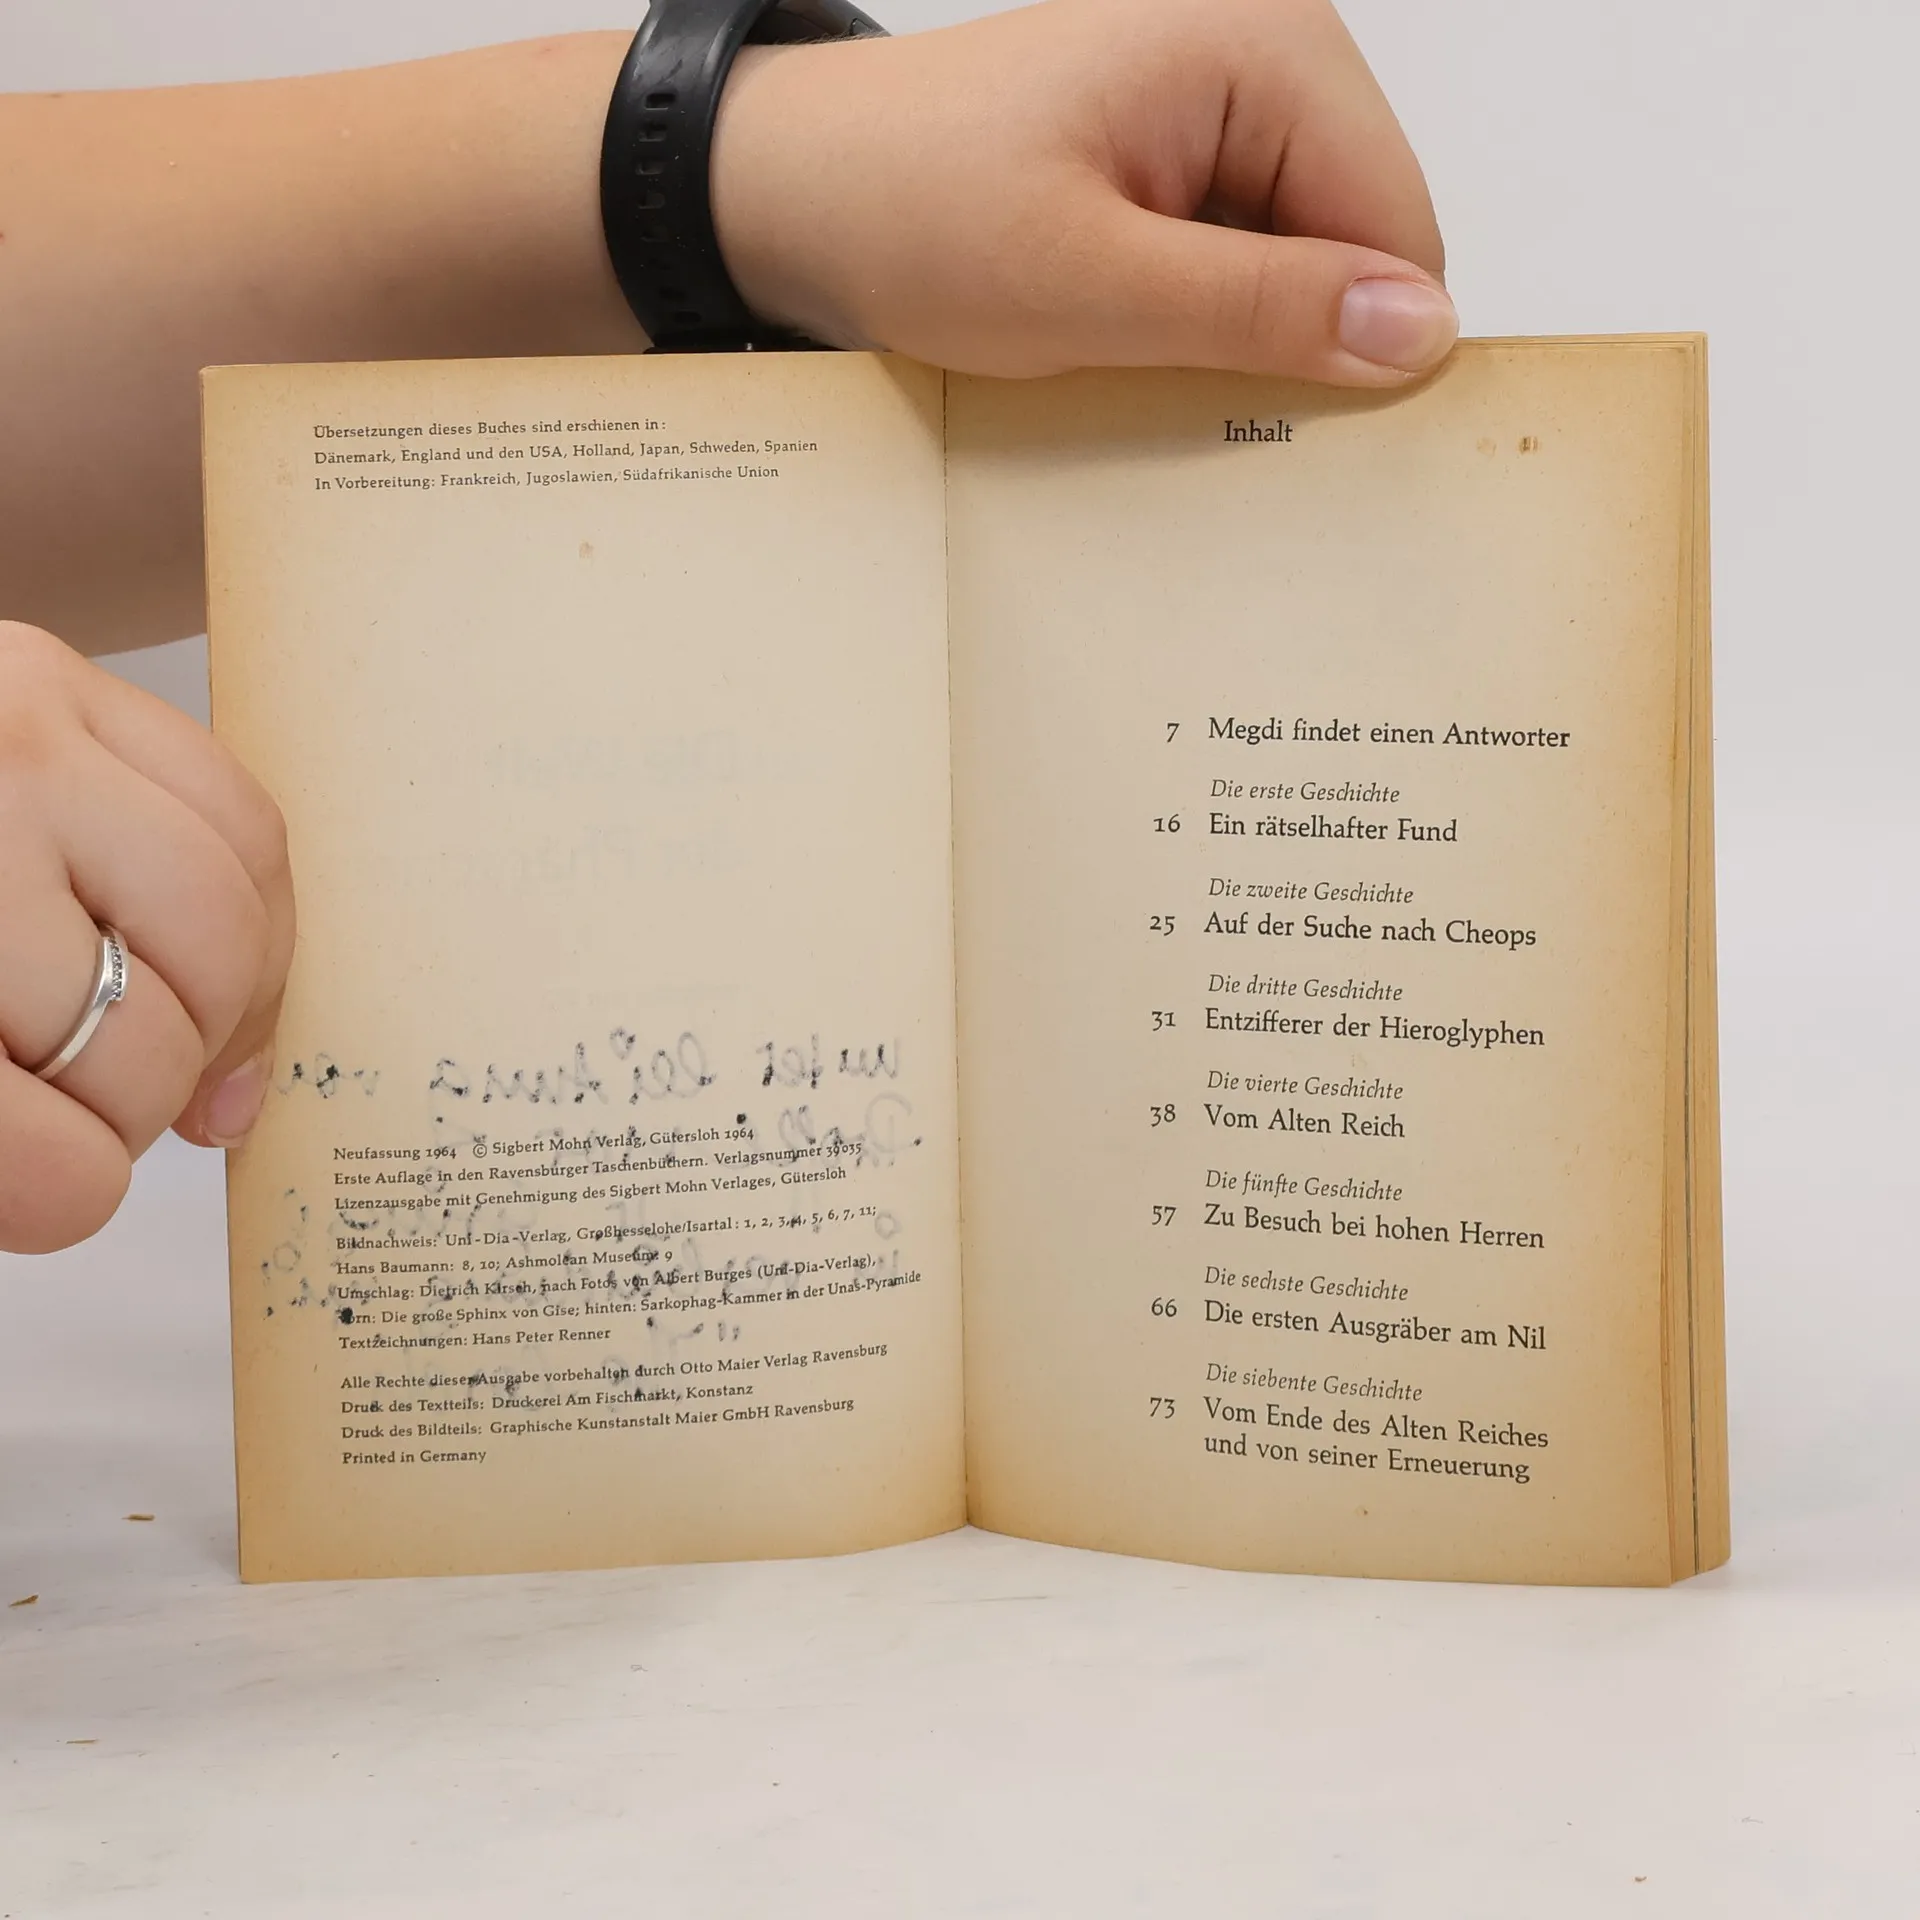 Übersetzungen dieses Buches sind erschienen in:
Dänemark, England und den USA, Holland, Japan, Schweden, Spanien
In Vorbereitung: Frankreich, Jugoslawien, Südafrikanische Union
Neufassung 1964 © Sigbert Mohn Verlag, Gütersloh 1964
Erste Auflage in den Ravensburger Taschenbüchern. Verlagsnummer 39035
Lizenzausgabe mit Genehmigung des Sigbert Mohn Verlages, Gütersloh
Bildnachweis: Uni-Dia-Verlag, Großhesselohe/Isartal: 1, 2, 3, 4, 5, 6, 7, 11;
Hans Baumann: 8, 10; Ashmolean Museum: 9
Umschlag: Dietrich Kirsch, nach Fotos von Albert Burges (Uni-Dia-Verlag),
vorn: Die große Sphinx von Gise; hinten: Sarkophag-Kammer in der Unas-Pyramide
Textzeichnungen: Hans Peter Renner
Alle Rechte dieser Ausgabe vorbehalten durch Otto Maier Verlag Ravensburg
Druck des Textteils: Druckerei Am Fischmarkt, Konstanz
Druck des Bildteils: Graphische Kunstanstalt Maier GmbH Ravensburg
Printed in Germany
Inhalt
7 Megdi findet einen Antworter
Die erste Geschichte
16 Ein rätselhafter Fund
Die zweite Geschichte
25 Auf der Suche nach Cheops
Die dritte Geschichte
31 Entzifferer der Hieroglyphen
Die vierte Geschichte
38 Vom Alten Reich
Die fünfte Geschichte
57 Zu Besuch bei hohen Herren
Die sechste Geschichte
66 Die ersten Ausgräber am Nil
Die siebente Geschichte
73 Vom Ende des Alten Reiches
und von seiner Erneuerung